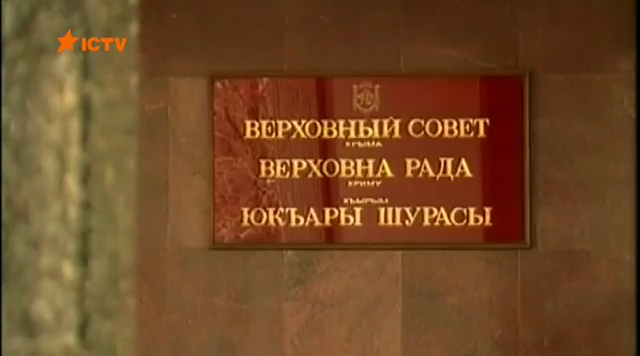 ICTV
ВЕРХОВНЫЙ СОВЕТ
КРЫМА
ВЕРХОВНА РАДА
КРИМУ
КЪЫРЫМ
ЮКЪАРЫ ШУРАСЫ